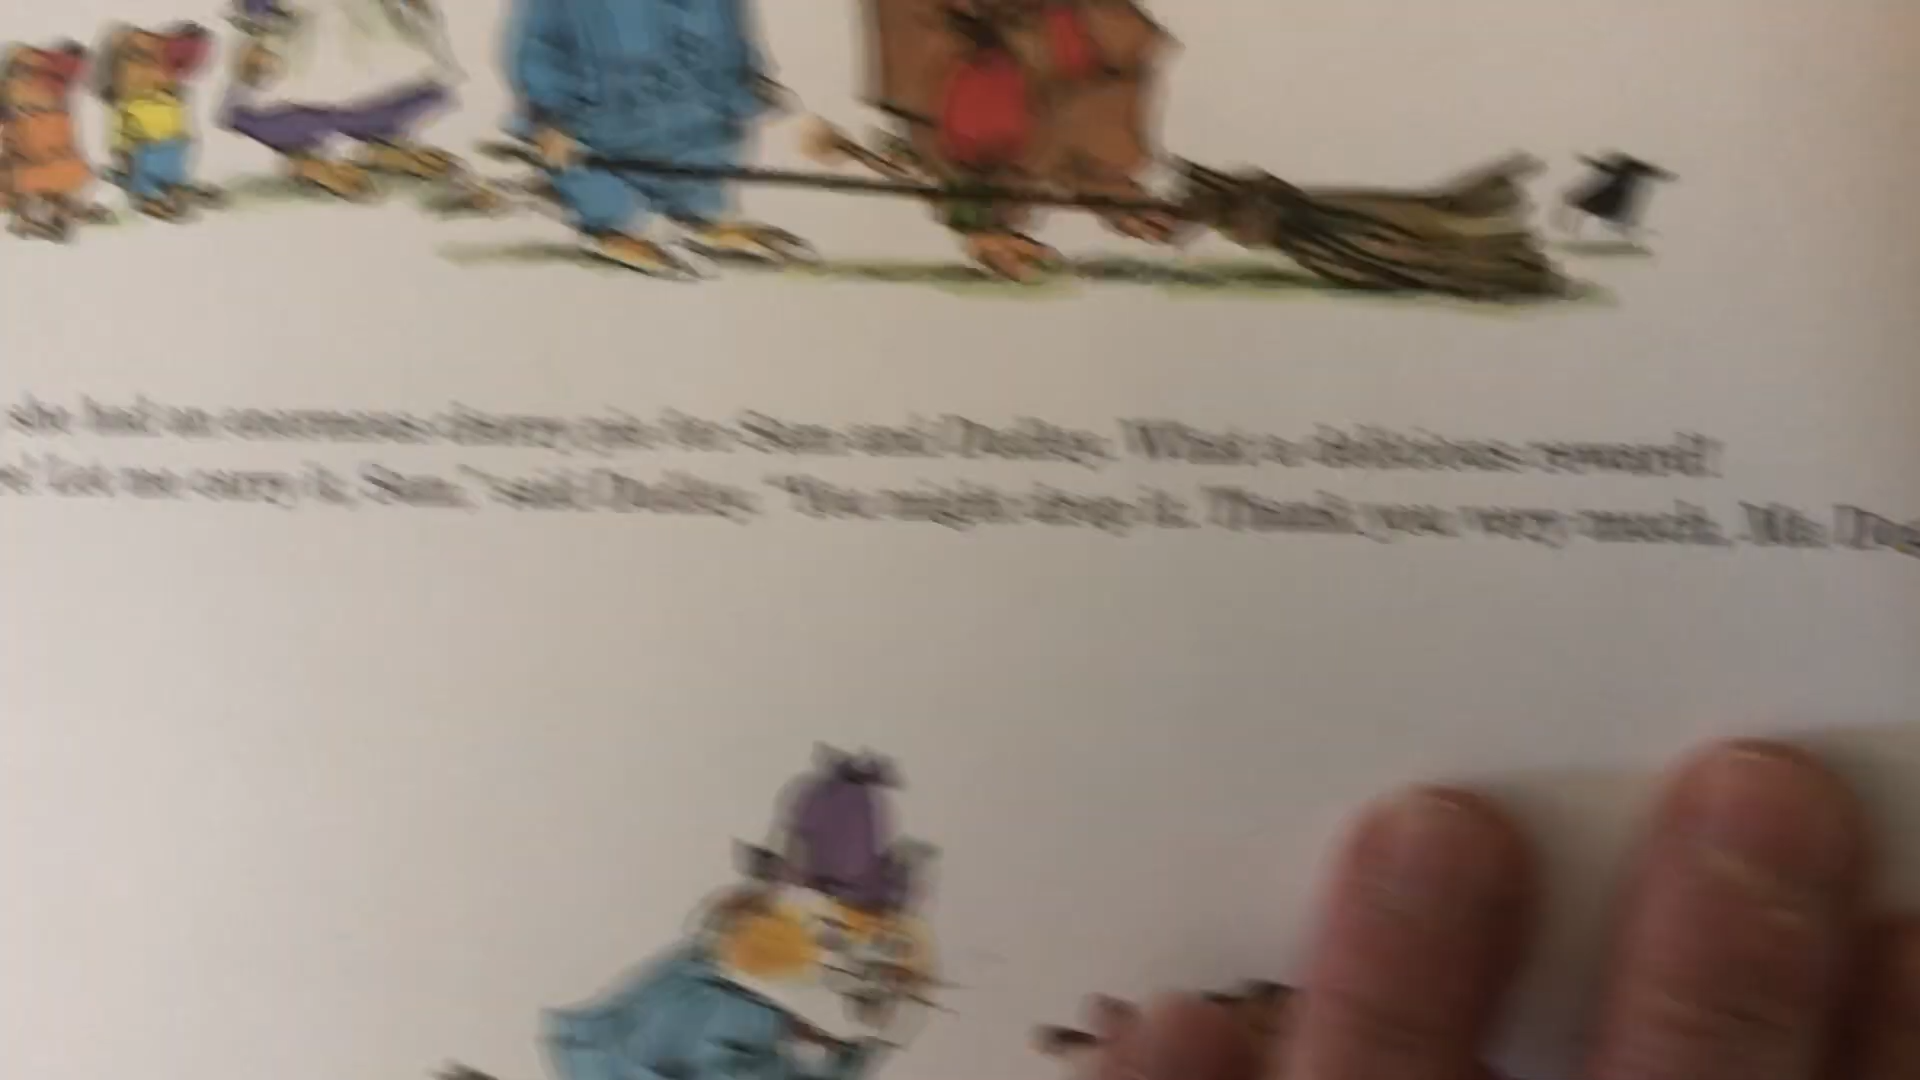 she had an enormous cherry pie for Sam and Dudley. What a delicious reward!
let me carry it, Sam," said Dudley. "You might drop it. Thank you very much, Ms.